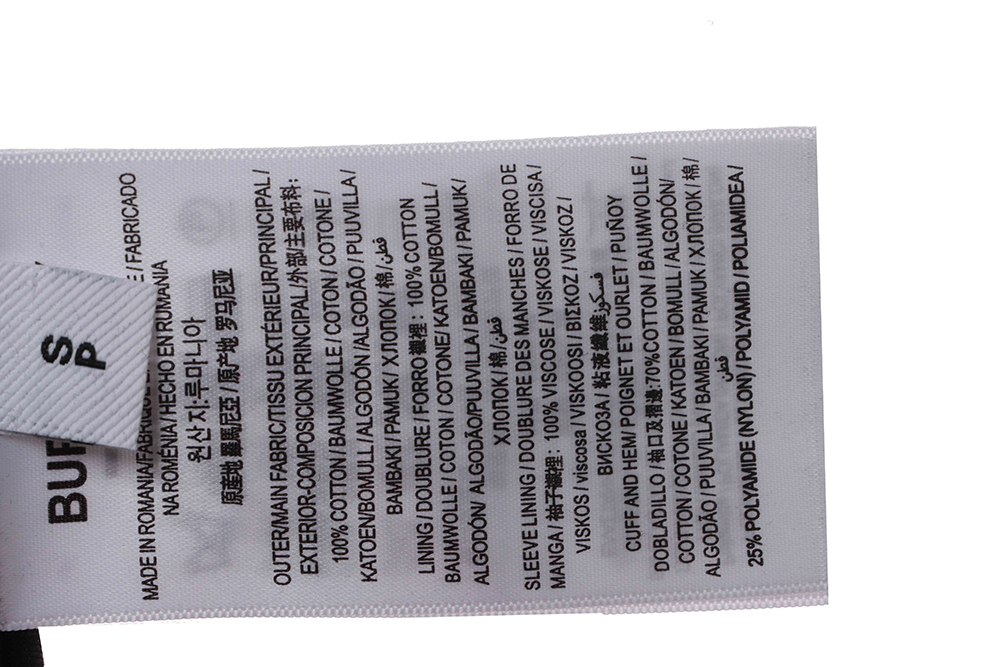 S
P
BUR
MADE IN ROMANIA/FABRIQUE E / FABRICADO
NA ROMÉNIA/HECHO EN RUMANIA
원산지:루마니아
原産地 羅馬尼亞 / 原产地 罗马尼亚
OUTER/MAIN FABRIC/TISSU EXTÉRIEUR/PRINCIPAL/
EXTERIOR-COMPOSICION PRINCIPAL/外部/主要布料:
100% COTTON/BAUMWOLLE / COTON/ COTONE /
KATOEN/BOMULL / ALGODÓN/ALGODÃO / PUUVILLA /
BAMBAKI / PAMUK / ХЛОПОК / 棉 / قطن
LINING / DOUBLURE / FORRO 襯裡 : 100% COTTON
BAUMWOLLE / COTON / COTONE/ KATOEN/BOMULL /
ALGODÓN/ ALGODÃO/PUUVILLA / BAMBAKI / PAMUK /
ХЛОПОК 棉 / قطن
SLEEVE LINING / DOUBLURE DES MANCHES / FORRO DE
MANGA / 袖子襯裡 : 100% VISCOSE / VISKOSE / VISCISA /
VISKOS / viscosa / VISKOOSI / ΒΙΣΚΟΖ / VISKOZ /
ВИСКОЗА / 粘液纖維 فسكوز
CUFF AND HEM/ POIGNET ET OURLET / PUÑOY
DOBLADILLO / 袖口及摺邊:70%COTTON / BAUMWOLLE /
COTTON / COTONE / KATOEN / BOMULL / ALGODÓN/
ALGODÃO / PUUVILLA / BAMBAKI / PAMUK / ХЛОПОК / 棉/
قطن
25% POLYAMIDE (NYLON) / POLYAMID / POLIAMIDEA /